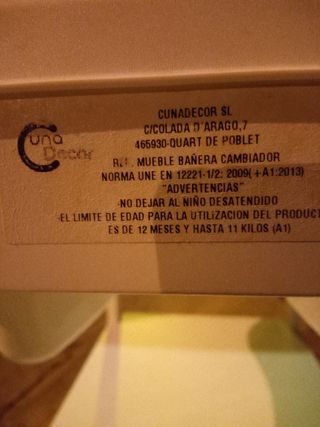 Cuna
Decor
CUNADECOR SL
C/COLADA D'ARAGO,7
465930-QUART DE POBLET
REF. MUEBLE BAÑERA CAMBIADOR
NORMA UNE EN 12221-1/2: 2009(+A1:2013)
"ADVERTENCIAS"
-NO DEJAR AL NIÑO DESATENDIDO
-EL LIMITE DE EDAD PARA LA UTILIZACION DEL PRODUCT
ES DE 12 MESES Y HASTA 11 KILOS (A1)